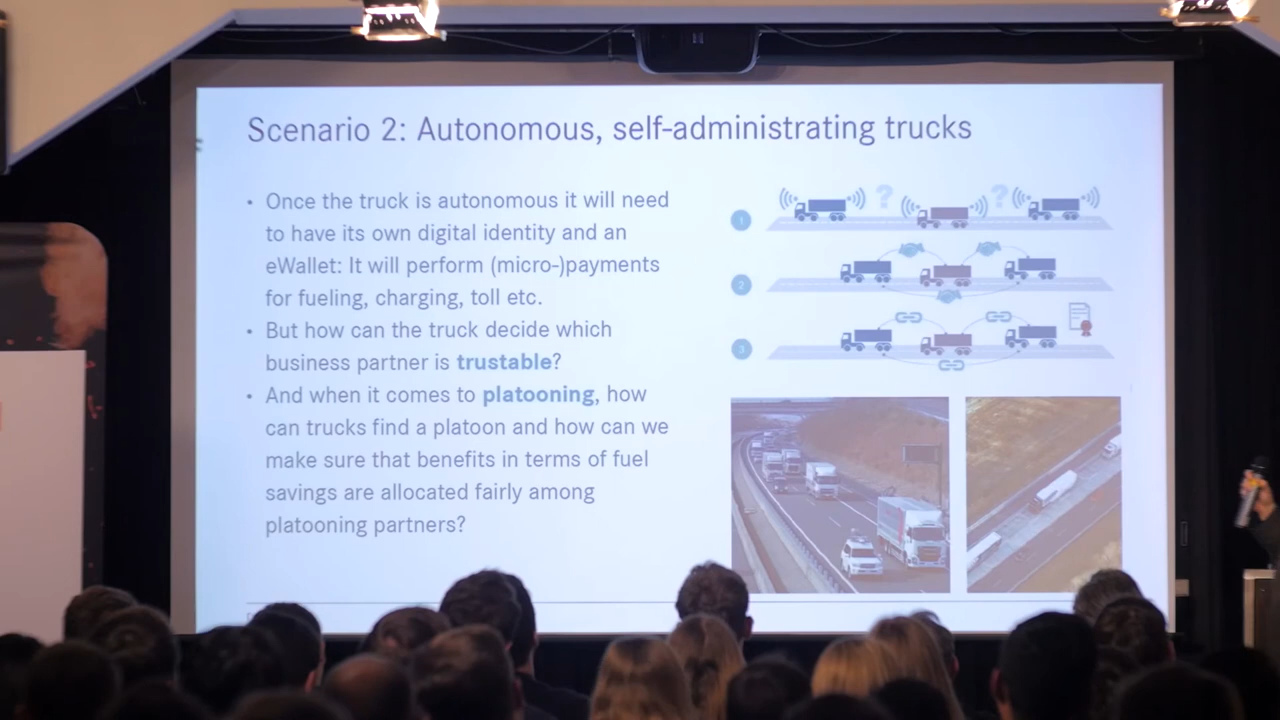 Scenario 2: Autonomous, self-administrating trucks
• Once the truck is autonomous it will need
to have its own digital identity and an
eWallet: It will perform (micro-)payments
for fueling, charging, toll etc.
• But how can the truck decide which
business partner is trustable?
• And when it comes to platooning, how
can trucks find a platoon and how can we
make sure that benefits in terms of fuel
savings are allocated fairly among
platooning partners?
? ?
1
2
3